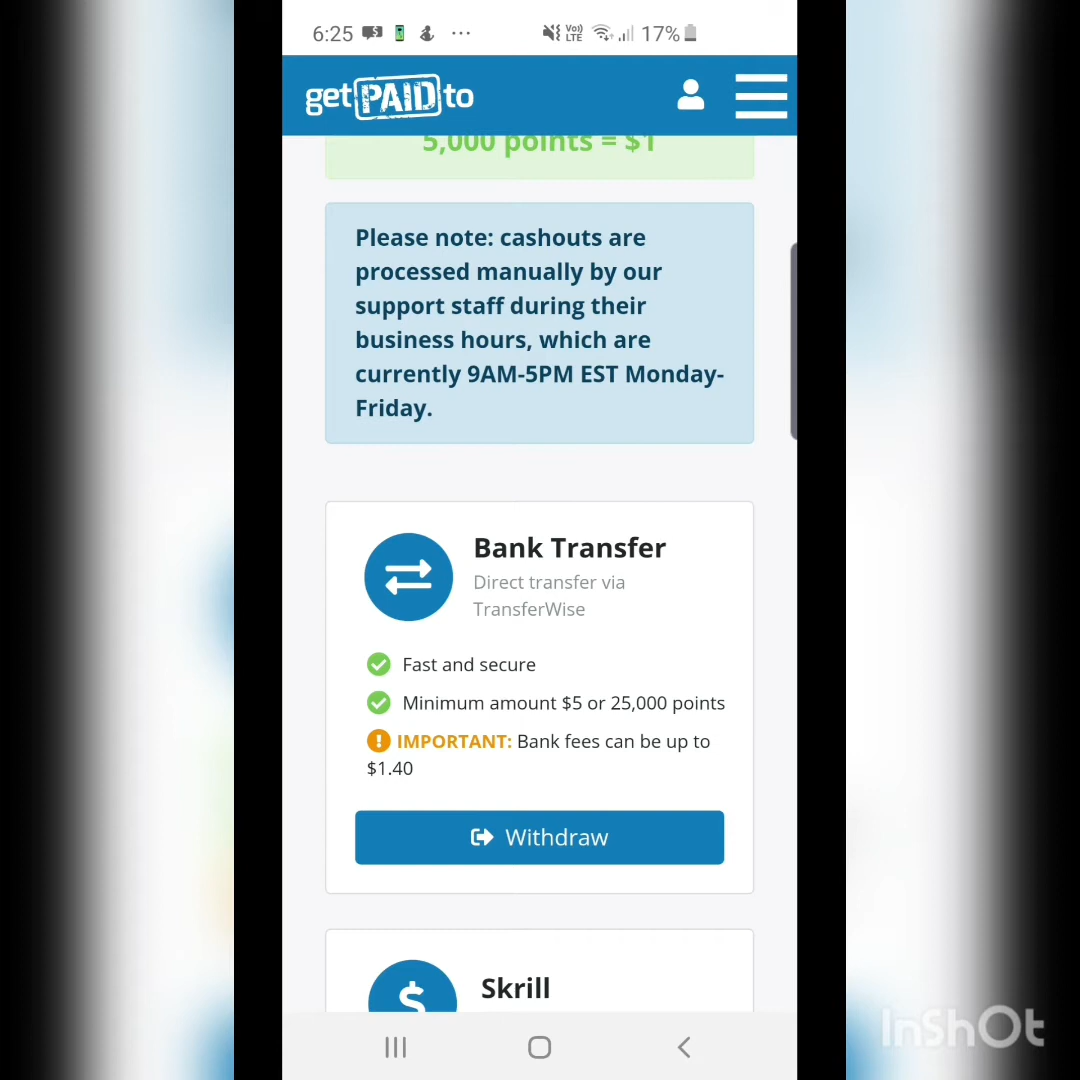 6:25
Vo)) LTE 17%
getPAIDto
5,000 points = $1
Please note: cashouts are
processed manually by our
support staff during their
business hours, which are
currently 9AM-5PM EST Monday-
Friday.
Bank Transfer
Direct transfer via
TransferWise
Fast and secure
Minimum amount $5 or 25,000 points
IMPORTANT: Bank fees can be up to
$1.40
Withdraw
$
Skrill
InShOt